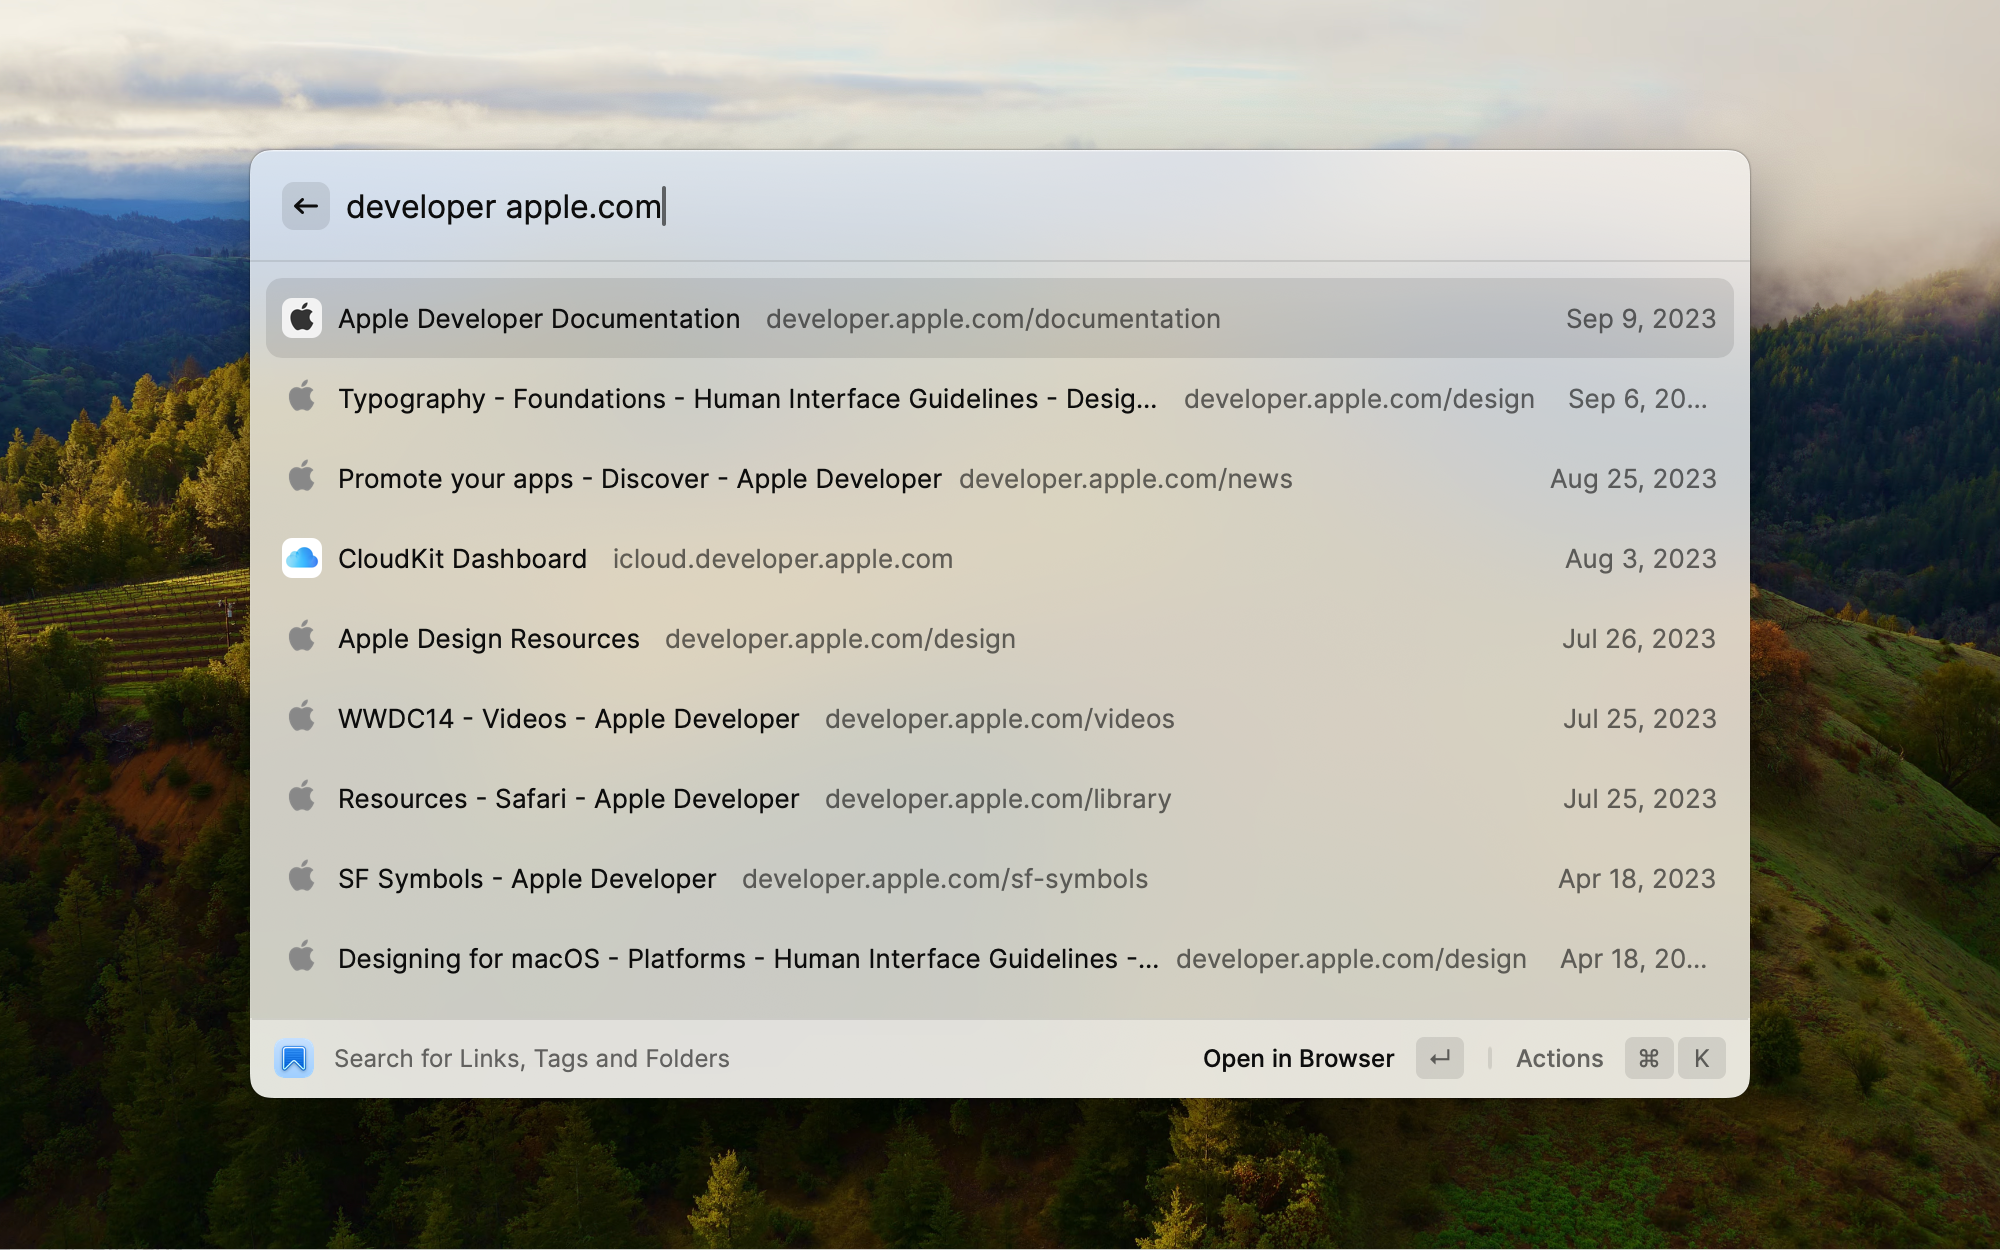 developer apple.com
Apple Developer Documentation developer.apple.com/documentation Sep 9, 2023
Typography - Foundations - Human Interface Guidelines - Desig... developer.apple.com/design Sep 6, 20...
Promote your apps - Discover - Apple Developer developer.apple.com/news Aug 25, 2023
CloudKit Dashboard icloud.developer.apple.com Aug 3, 2023
Apple Design Resources developer.apple.com/design Jul 26, 2023
WWDC14 - Videos - Apple Developer developer.apple.com/videos Jul 25, 2023
Resources - Safari - Apple Developer developer.apple.com/library Jul 25, 2023
SF Symbols - Apple Developer developer.apple.com/sf-symbols Apr 18, 2023
Designing for macOS - Platforms - Human Interface Guidelines -... developer.apple.com/design Apr 18, 20...
Search for Links, Tags and Folders Open in Browser ↵ Actions ⌘ K